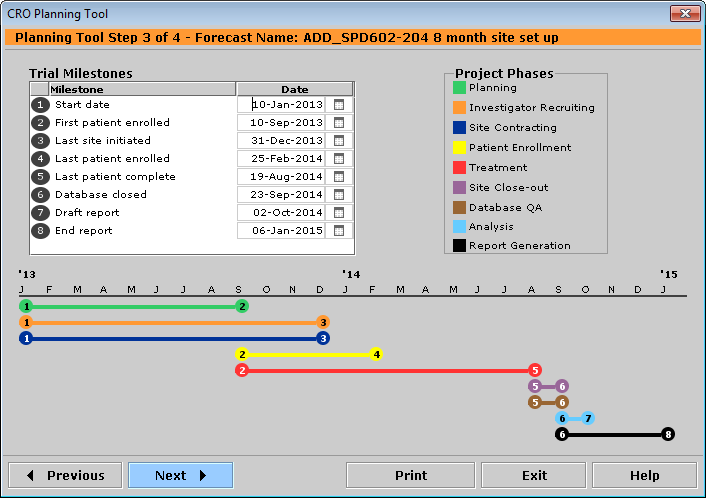 CRO Planning Tool
Planning Tool Step 3 of 4 - Forecast Name: ADD_SPD602-204 8 month site set up
Trial Milestones
Milestone Date
1 Start date 10-Jan-2013
2 First patient enrolled 10-Sep-2013
3 Last site initiated 31-Dec-2013
4 Last patient enrolled 25-Feb-2014
5 Last patient complete 19-Aug-2014
6 Database closed 23-Sep-2014
7 Draft report 02-Oct-2014
8 End report 06-Jan-2015
Project Phases
Planning
Investigator Recruiting
Site Contracting
Patient Enrollment
Treatment
Site Close-out
Database QA
Analysis
Report Generation
'13 '14 '15
J F M A M J J A S O N D J F M A M J J A S O N D J
1 2
1 3
1 3
2 4
2 5
5 6
5 6
6 7
6 8
Previous Next Print Exit Help